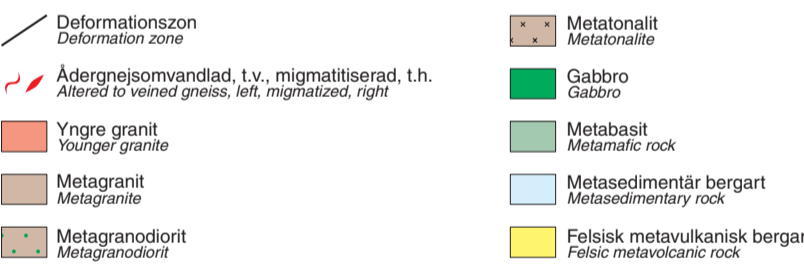 Deformationszon
Deformation zone
Ådergnejsomvandlad, t.v., migmatitiserad, t.h.
Altered to veined gneiss, left, migmatized, right
Yngre granit
Younger granite
Metagranit
Metagranite
Metagranodiorit
Metagranodiorit
Metatonalit
Metatonalite
Gabbro
Gabbro
Metabasit
Metamafic rock
Metasedimentär bergart
Metasedimentary rock
Felsisk metavulkanisk bergar
Felsic metavolcanic rock